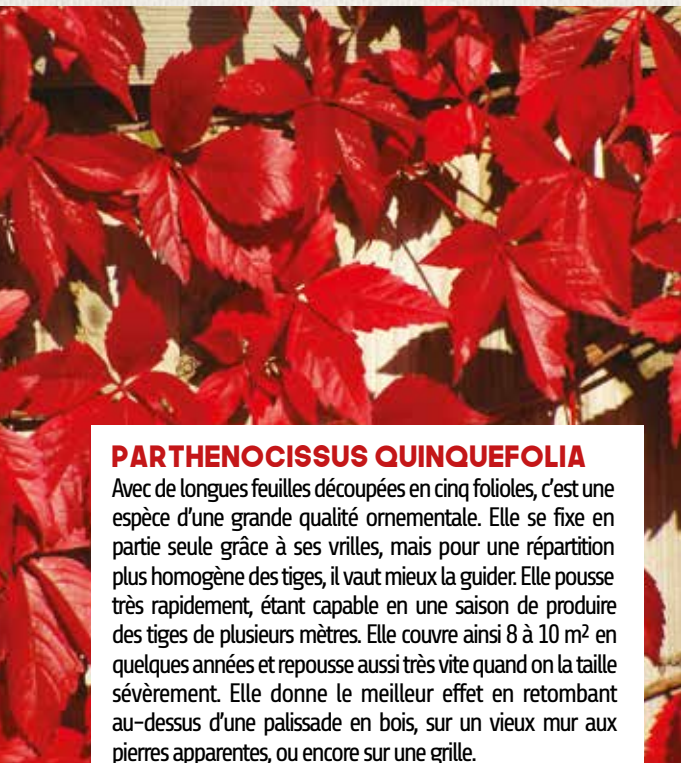 PARTHENOCISSUS QUINQUEFOLIA
Avec de longues feuilles découpées en cinq folioles, c'est une
espèce d'une grande qualité ornementale. Elle se fixe en
partie seule grâce à ses vrilles, mais pour une répartition
plus homogène des tiges, il vaut mieux la guider. Elle pousse
très rapidement, étant capable en une saison de produire
des tiges de plusieurs mètres. Elle couvre ainsi 8 à 10 m² en
quelques années et repousse aussi très vite quand on la taille
sévèrement. Elle donne le meilleur effet en retombant
au-dessus d'une palissade en bois, sur un vieux mur aux
pierres apparentes, ou encore sur une grille.